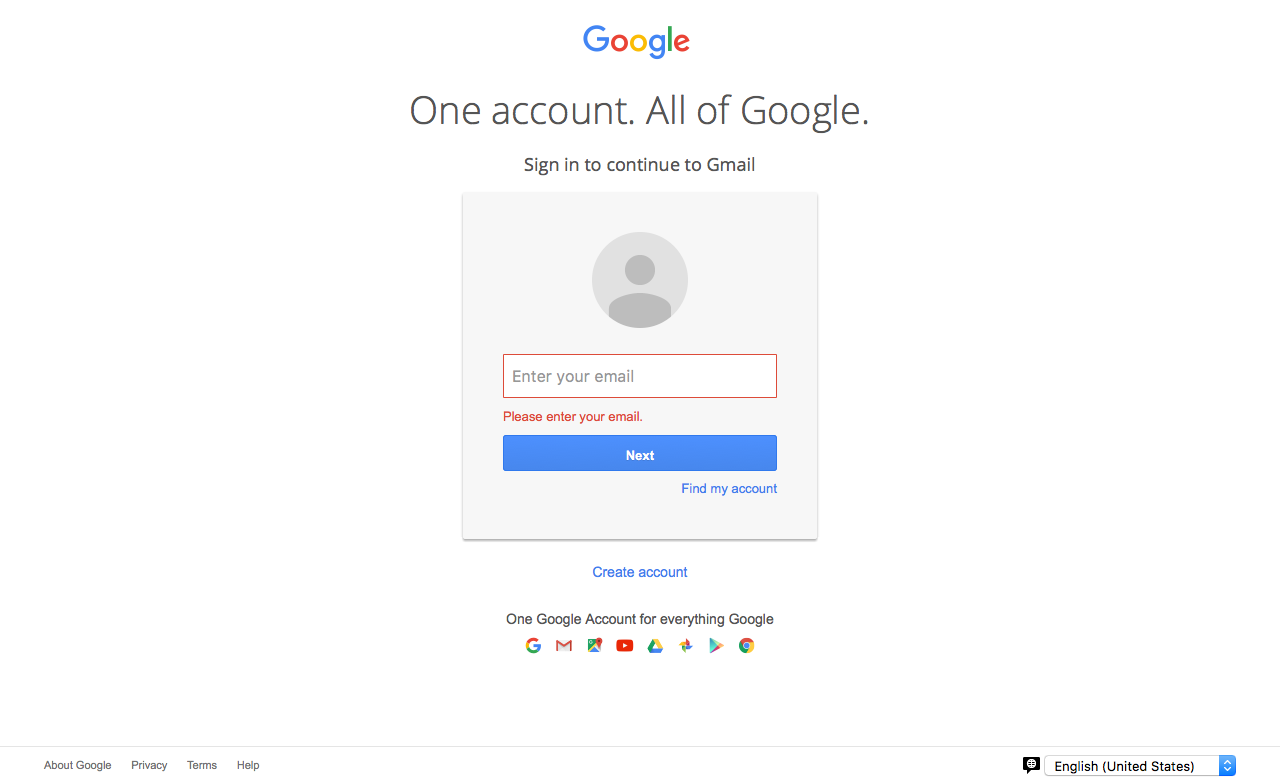 Google
One account. All of Google.
Sign in to continue to Gmail
Enter your email
Please enter your email.
Next
Find my account
Create account
One Google Account for everything Google
About Google Privacy Terms Help English (United States)